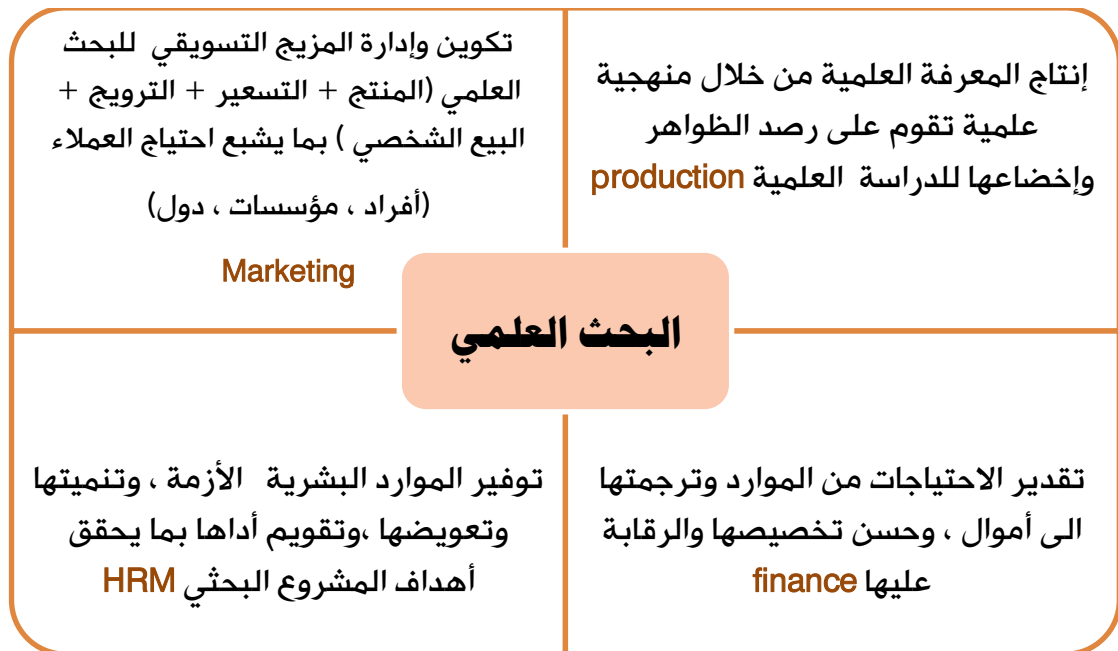 إنتاج المعرفة العلمية من خلال منهجية
علمية تقوم على رصد الظواهر
وإخضاعها للدراسة العلمية production
تكوين وإدارة المزيج التسويقي للبحث
العلمي (المنتج + التسعير + الترويج +
البيع الشخصي ) بما يشبع احتياج العملاء
(أفراد ، مؤسسات ، دول)
Marketing
البحث العلمي
تقدير الاحتياجات من الموارد وترجمتها
الى أموال ، وحسن تخصيصها والرقابة
عليها finance
توفير الموارد البشرية الأزمة ، وتنميتها
وتعويضها ،وتقويم أداها بما يحقق
أهداف المشروع البحثي HRM